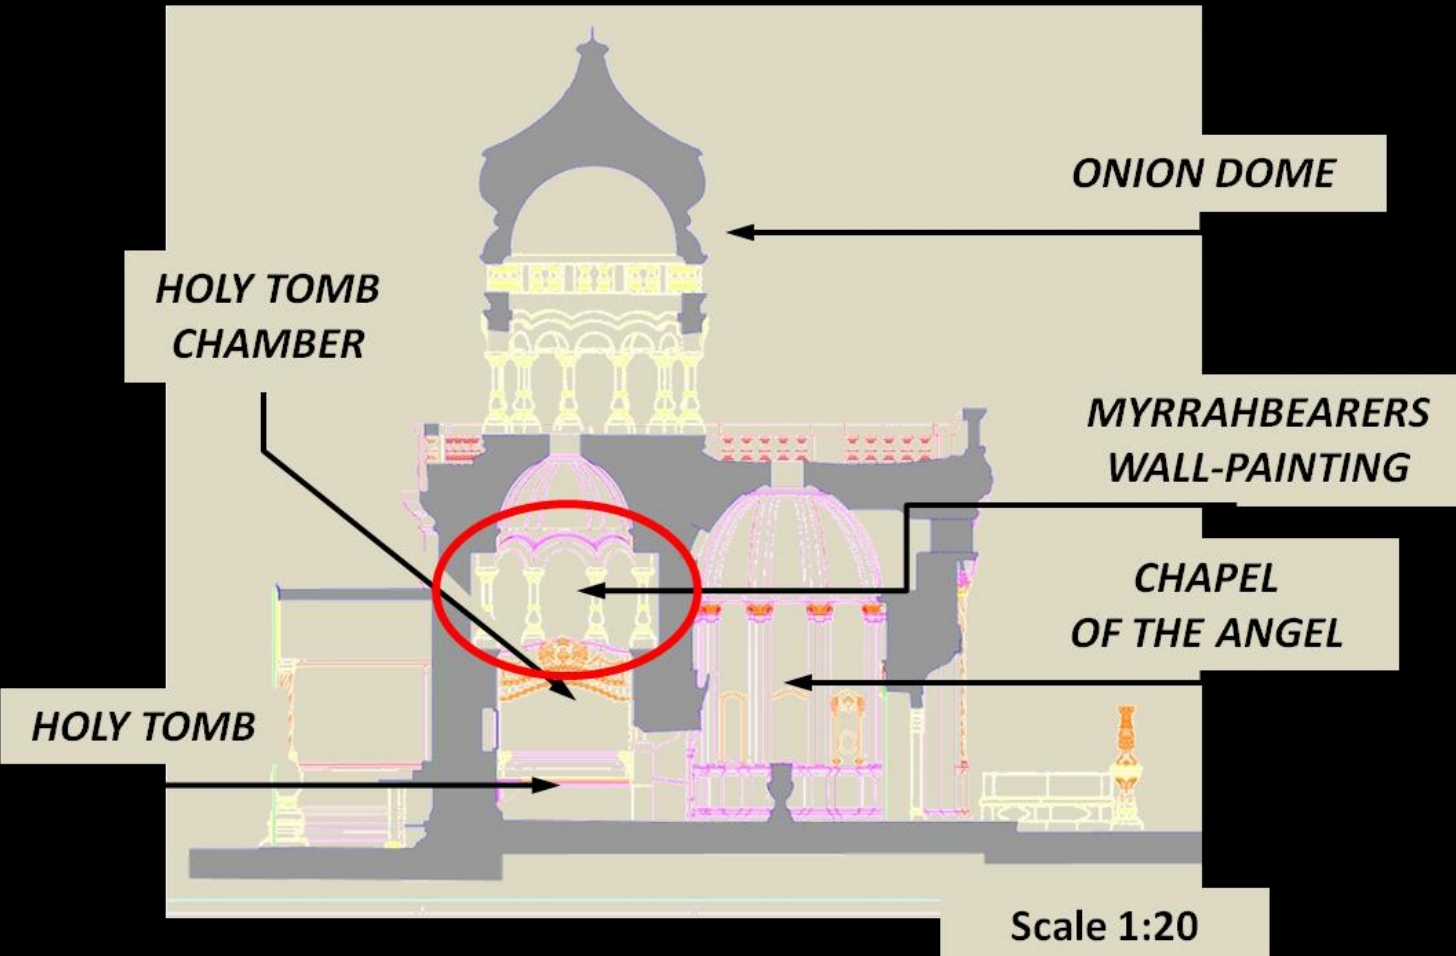 ONION DOME
HOLY TOMB
CHAMBER
MYRRAHBEARERS
WALL-PAINTING
CHAPEL
OF THE ANGEL
HOLY TOMB
Scale 1:20